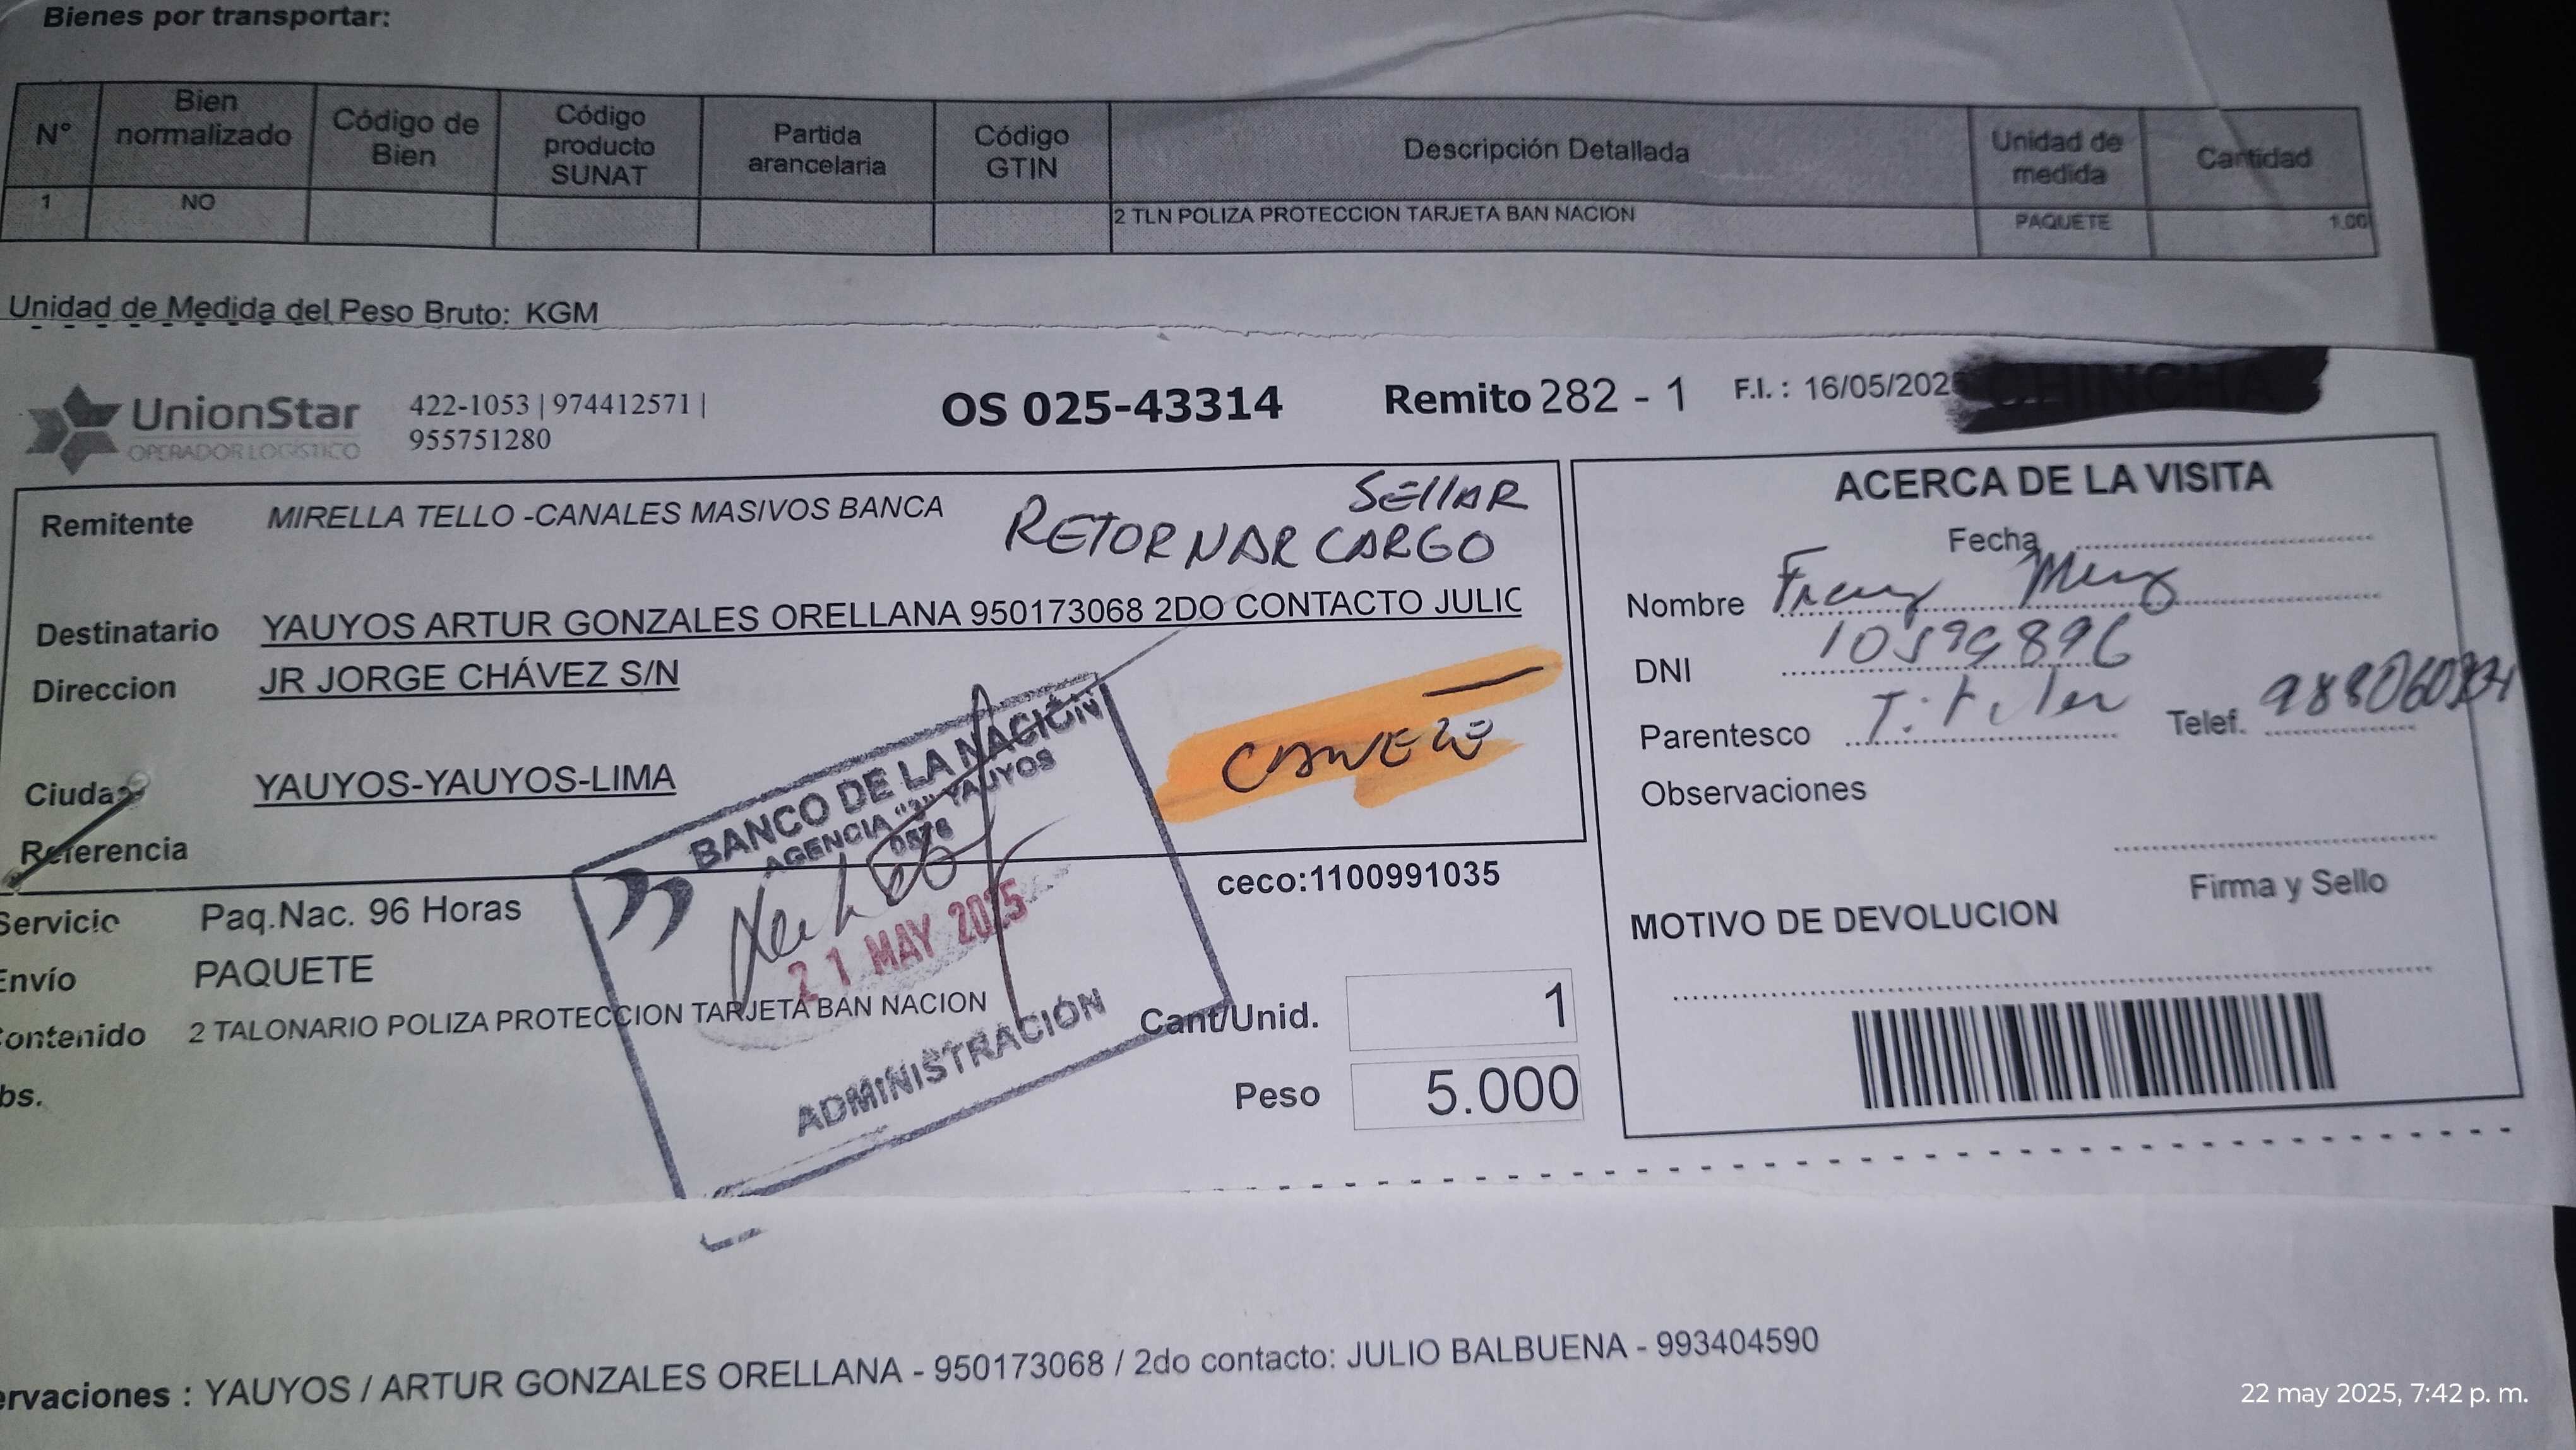 Bienes por transportar:
N° Bien normalizado Código de Bien Código producto SUNAT Partida arancelaria Código GTIN Descripción Detallada Unidad de medida Cantidad
1 NO 2 TLN POLIZA PROTECCION TARJETA BAN NACION PAQUETE 1.00
Unidad de Medida del Peso Bruto: KGM
UnionStar
OPERADOR LOGÍSTICO
422-1053 | 974412571 |
955751280
OS 025-43314
Remito 282 - 1
F.I. : 16/05/202
CHINCHA
Remitente MIRELLA TELLO -CANALES MASIVOS BANCA
SELLAR
RETORNAR CARGO
Destinatario YAUYOS ARTUR GONZALES ORELLANA 950173068 2DO CONTACTO JULIC
Direccion JR JORGE CHÁVEZ S/N
Ciudad YAUYOS-YAUYOS-LIMA
Referencia
CAÑETE
BANCO DE LA NACIÓN
AGENCIA "3" YAUYOS
0576
21 MAY 2025
ADMINISTRACIÓN
ceco:1100991035
Servicio Paq.Nac. 96 Horas
Envío PAQUETE
Contenido 2 TALONARIO POLIZA PROTECCION TARJETA BAN NACION
bs.
Cant/Unid. 1
Peso 5.000
ACERCA DE LA VISITA
Fecha
Nombre
DNI
Parentesco Titular Telef.
Observaciones
Firma y Sello
MOTIVO DE DEVOLUCION
ervaciones : YAUYOS / ARTUR GONZALES ORELLANA - 950173068 / 2do contacto: JULIO BALBUENA - 993404590
22 may 2025, 7:42 p. m.